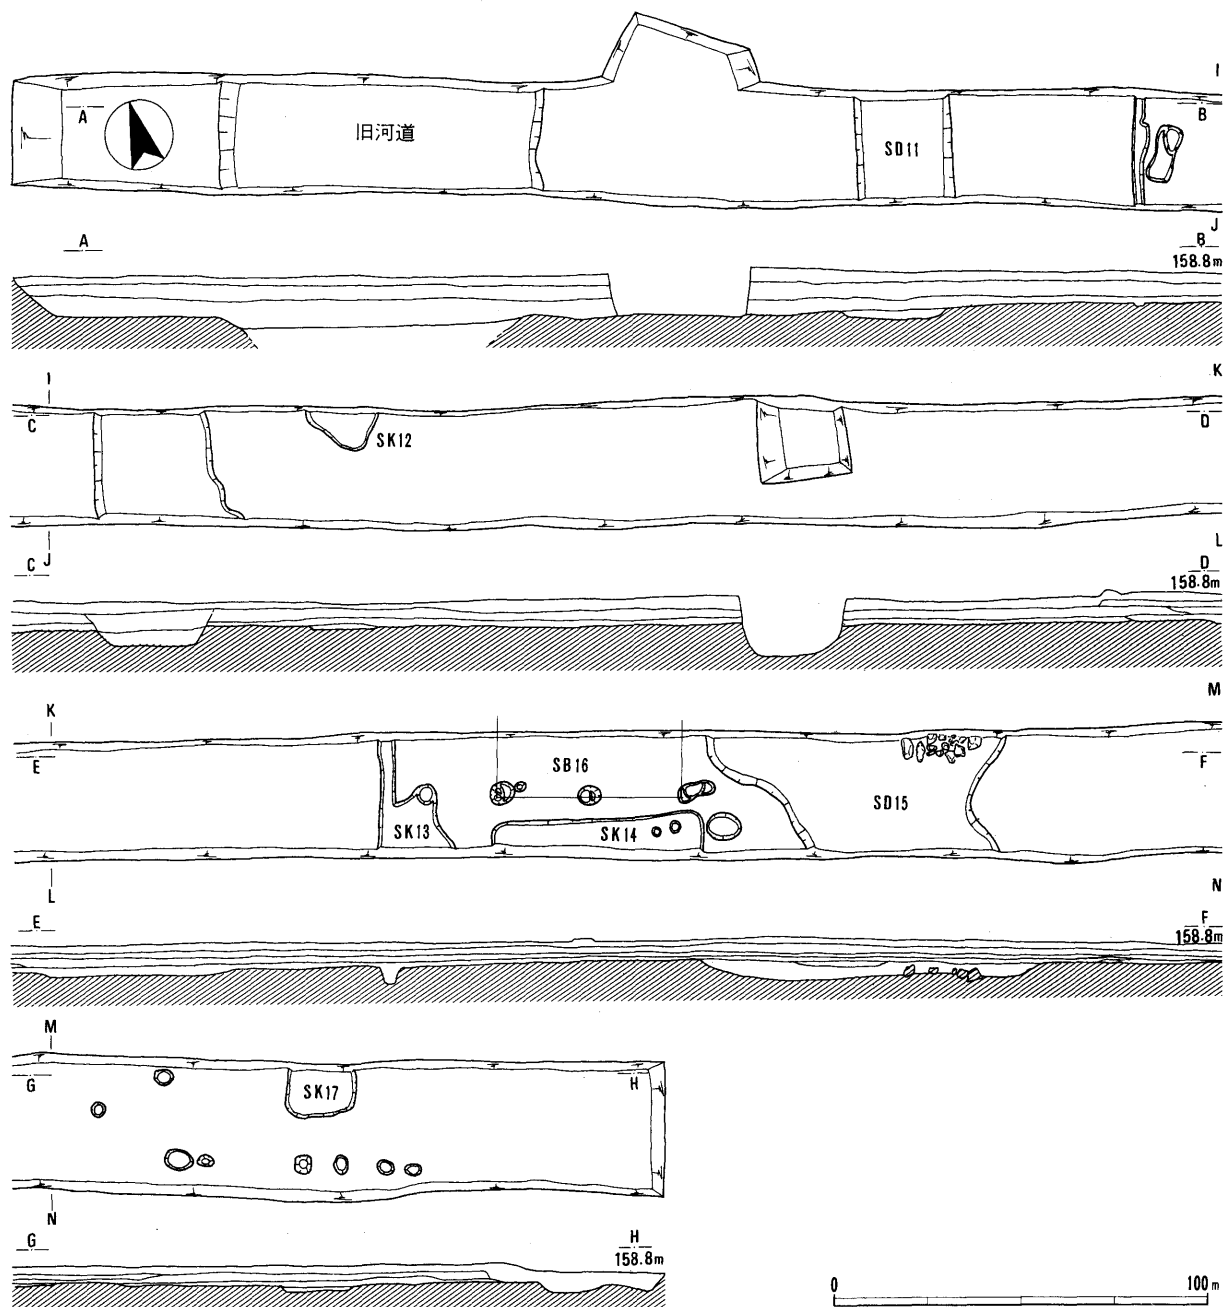 I
A
旧河道
SD11
B
J
A
B
158.8m
I
K
C
SK12
D
J
L
C
D
158.8m
K
M
E
SB16
F
SD15
SK13
SK14
L
N
E
F
158.8m
M
G
SK17
H
N
G
H
158.8m
0
100m